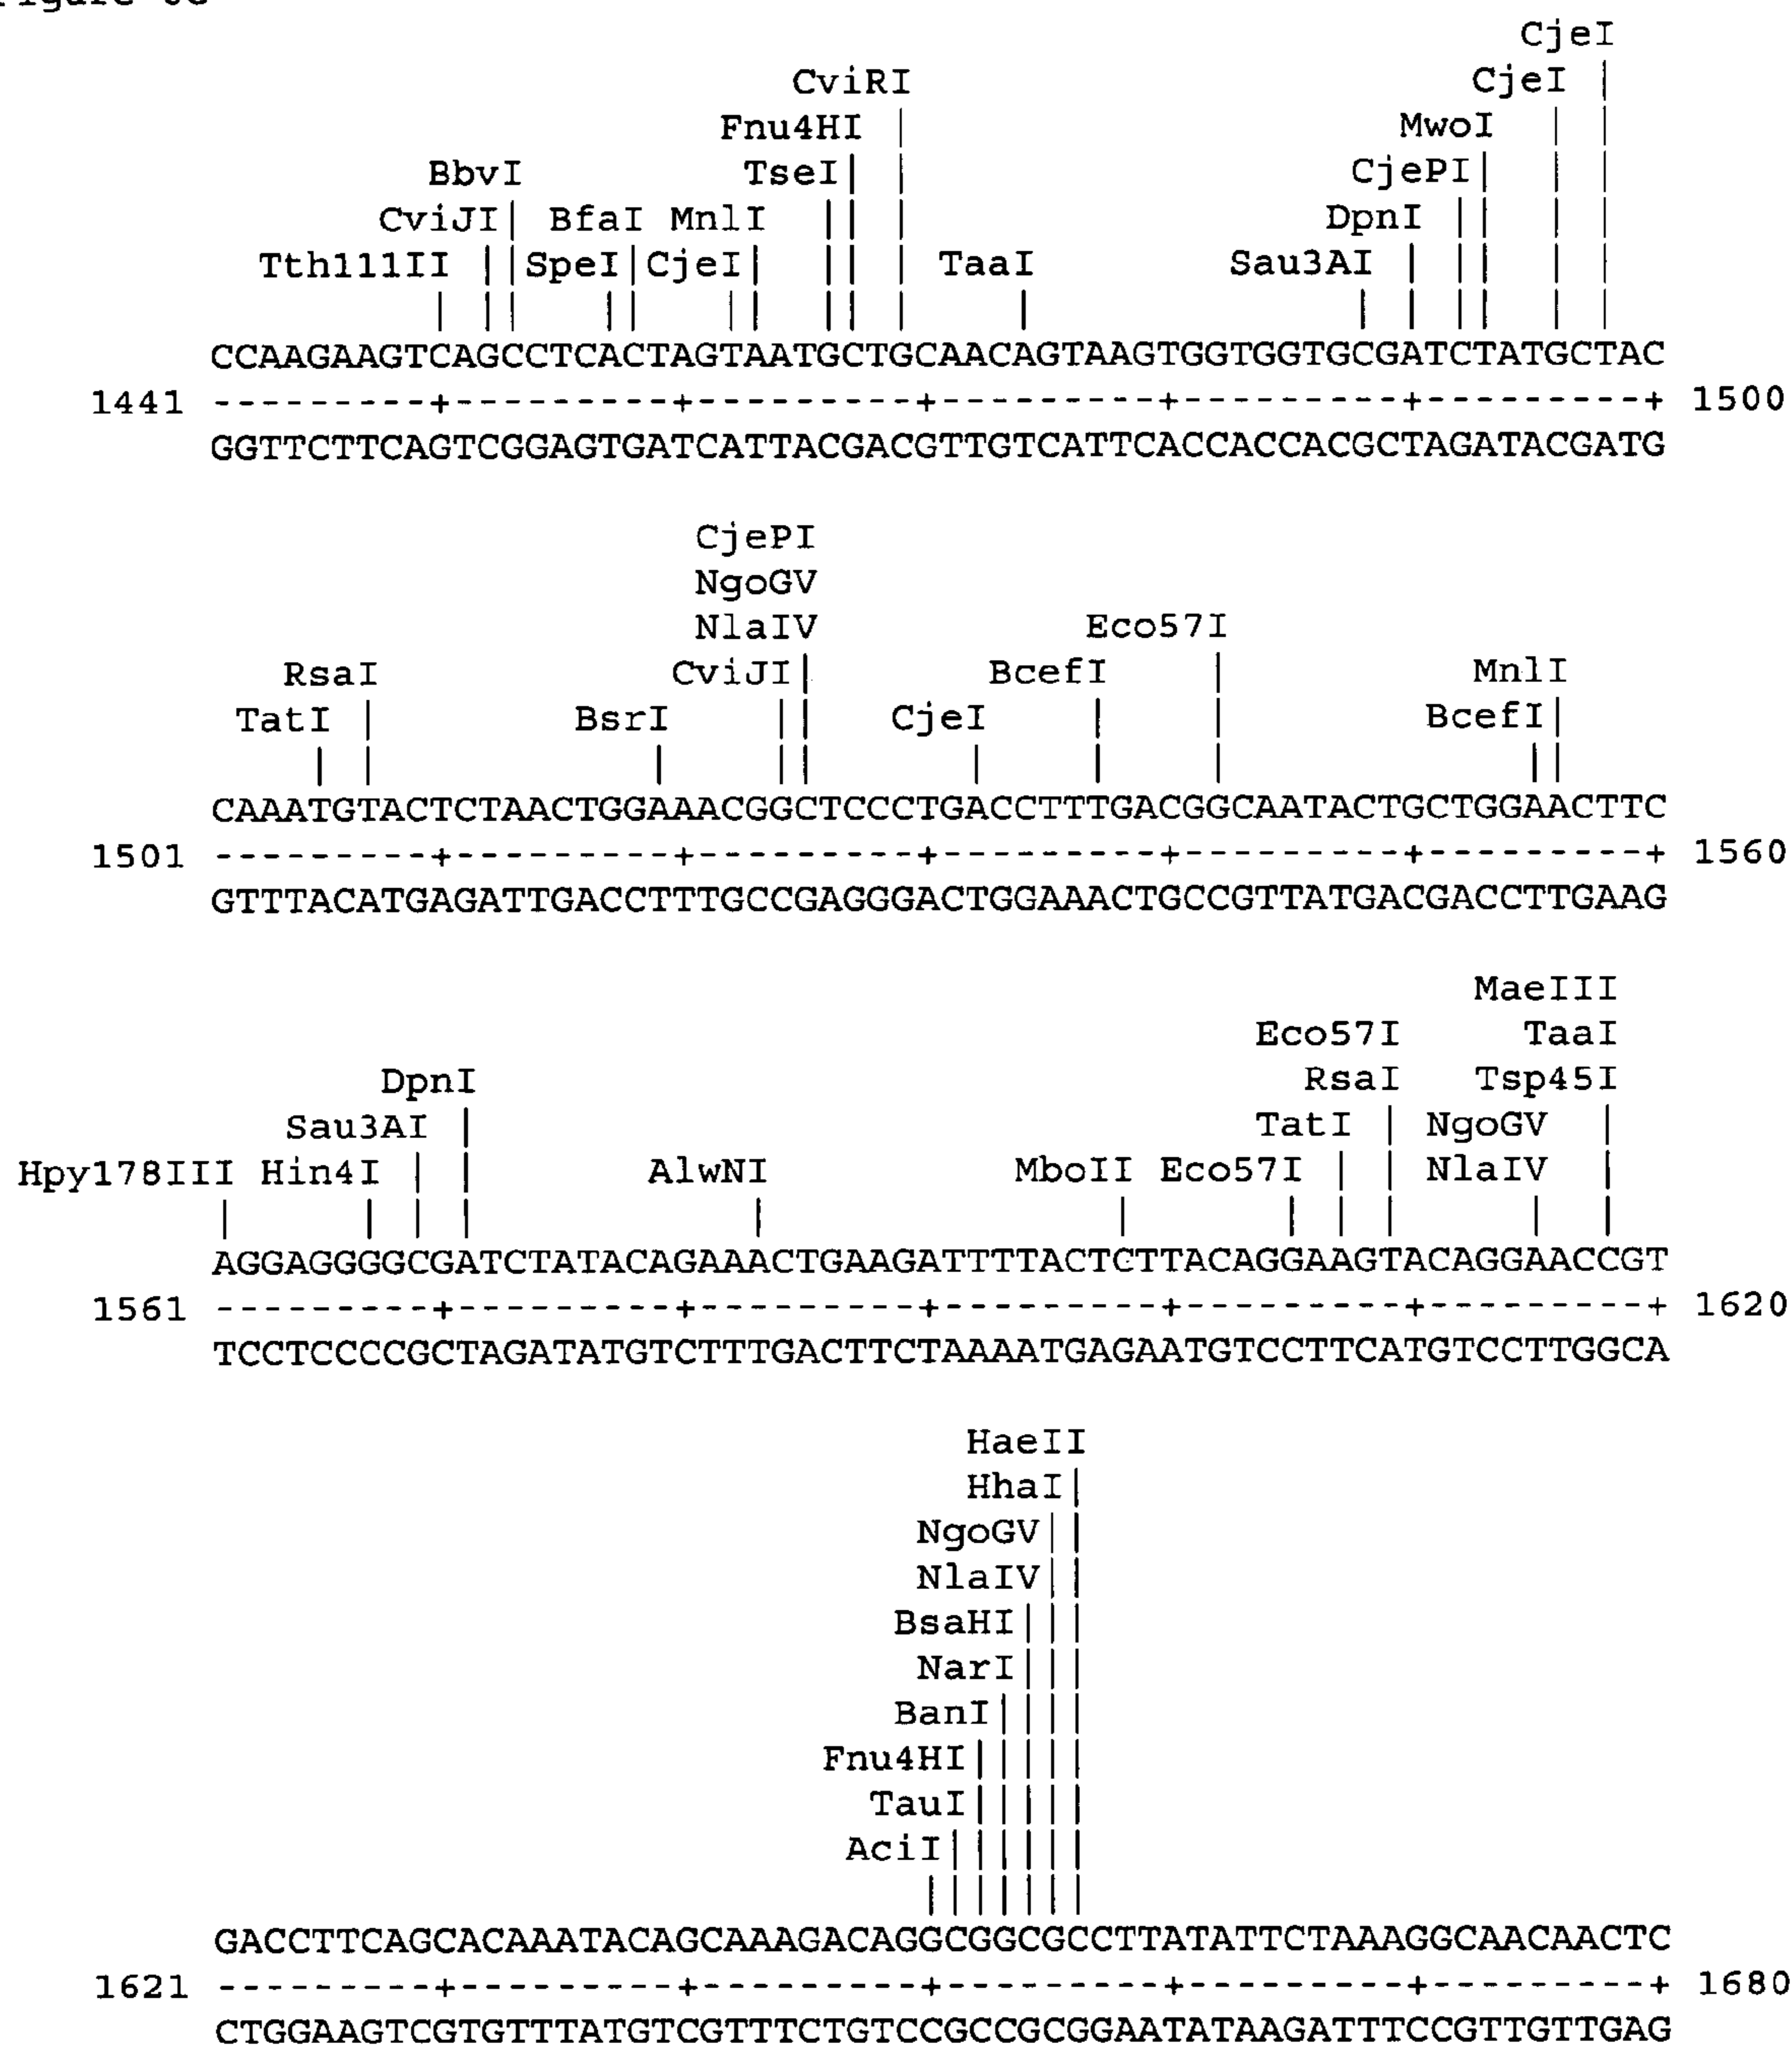 CjeI
CviRI CjeI
Fnu4HI MwoI
BbvI TseI CjePI
CviJI BfaI MnlI DpnI
Tth111II SpeI CjeI TaaI Sau3AI
CCAAGAAGTCAGCCTCACTAGTAATGCTGCAACAGTAAGTGGTGGTGCGATCTATGCTAC
1441 ---------+---------+---------+---------+---------+---------+ 1500
GGTTCTTCAGTCGGAGTGATCATTACGACGTTGTCATTCACCACCACGCTAGATACGATG
CjePI
NgoGV
NlaIV Eco57I
RsaI CviJI BcefI MnlI
TatI BsrI CjeI BcefI
CAAATGTACTCTAACTGGAAACGGCTCCCTGACCTTTGACGGCAATACTGCTGGAACTTC
1501 ---------+---------+---------+---------+---------+---------+ 1560
GTTTACATGAGATTGACCTTTGCCGAGGGACTGGAAACTGCCGTTATGACGACCTTGAAG
MaeIII
Eco57I TaaI
DpnI RsaI Tsp45I
Sau3AI TatI NgoGV
Hpy178III Hin4I AlwNI MboII Eco57I NlaIV
AGGAGGGGCGATCTATACAGAAACTGAAGATTTTACTCTTACAGGAAGTACAGGAACCGT
1561 ---------+---------+---------+---------+---------+---------+ 1620
TCCTCCCCGCTAGATATGTCTTTGACTTCTAAAATGAGAATGTCCTTCATGTCCTTGGCA
HaeII
HhaI
NgoGV
NlaIV
BsaHI
NarI
BanI
Fnu4HI
TauI
AciI
GACCTTCAGCACAAATACAGCAAAGACAGGCGGCGCCTTATATTCTAAAGGCAACAACTC
1621 ---------+---------+---------+---------+---------+---------+ 1680
CTGGAAGTCGTGTTTATGTCGTTTCTGTCCGCCGCGGAATATAAGATTTCCGTTGTTGAG